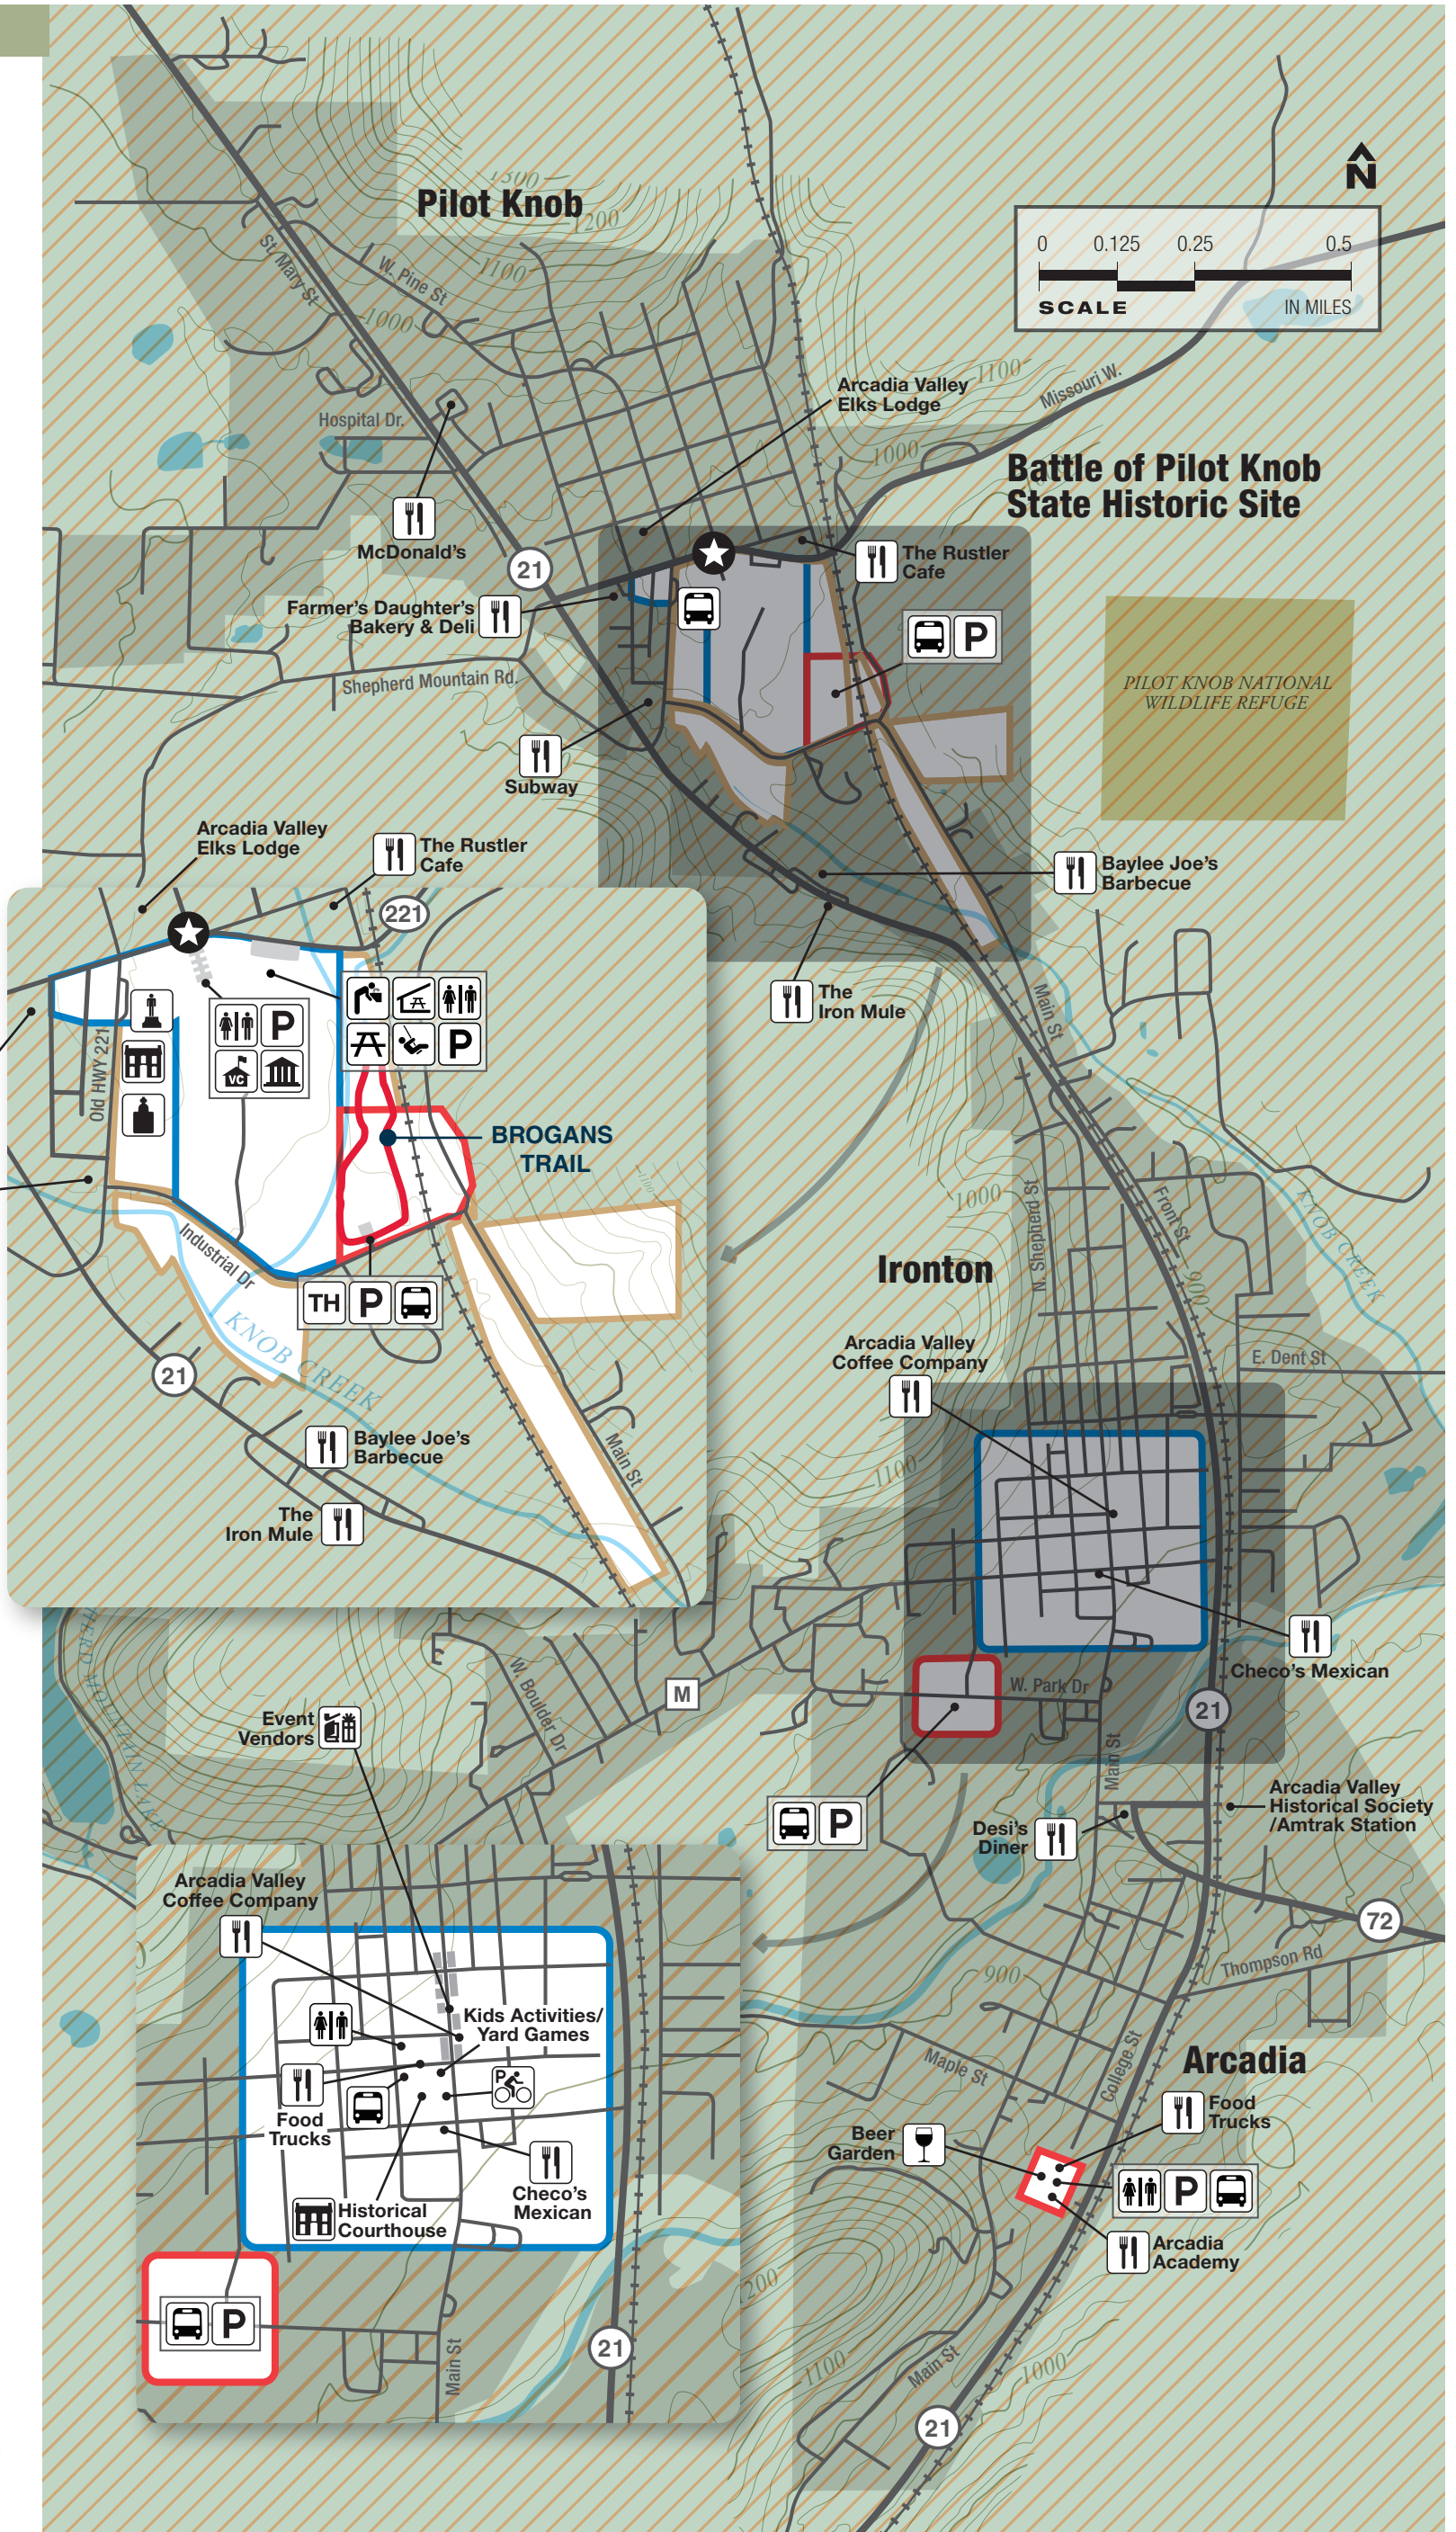 1300
Pilot Knob
1200
1100
1000
St. Mary St
W. Pine St
N
0 0.125 0.25 0.5
SCALE IN MILES
Hospital Dr.
McDonald's
Arcadia Valley
Elks Lodge
1100
1000
Missouri W.
Battle of Pilot Knob
State Historic Site
21
The Rustler
Cafe
Farmer's Daughter's
Bakery & Deli
P
Shepherd Mountain Rd.
Subway
PILOT KNOB NATIONAL
WILDLIFE REFUGE
Baylee Joe's
Barbecue
The
Iron Mule
Main St
Arcadia Valley
Elks Lodge
The Rustler
Cafe
221
Old HWY 221
P
VC
P
BROGANS
TRAIL
1100
Industrial Dr
TH P
KNOB CREEK
21
Baylee Joe's
Barbecue
Main St
The
Iron Mule
1000
N. Shepherd St
Front St
KNOB CREEK
900
Ironton
Arcadia Valley
Coffee Company
E. Dent St
1100
Checo's Mexican
W. Park Dr
21
Main St
M
W. Boulder Dr
Event
Vendors
P
Desi's
Diner
Arcadia Valley
Historical Society
/Amtrak Station
72
Thompson Rd
MOUNTAIN LAKE
Arcadia Valley
Coffee Company
Kids Activities/
Yard Games
P
Food
Trucks
Checo's
Mexican
Historical
Courthouse
P
Main St
21
900
Maple St
College St
Arcadia
Food
Trucks
Beer
Garden
P
Arcadia
Academy
200
1100
Main St
1000
21